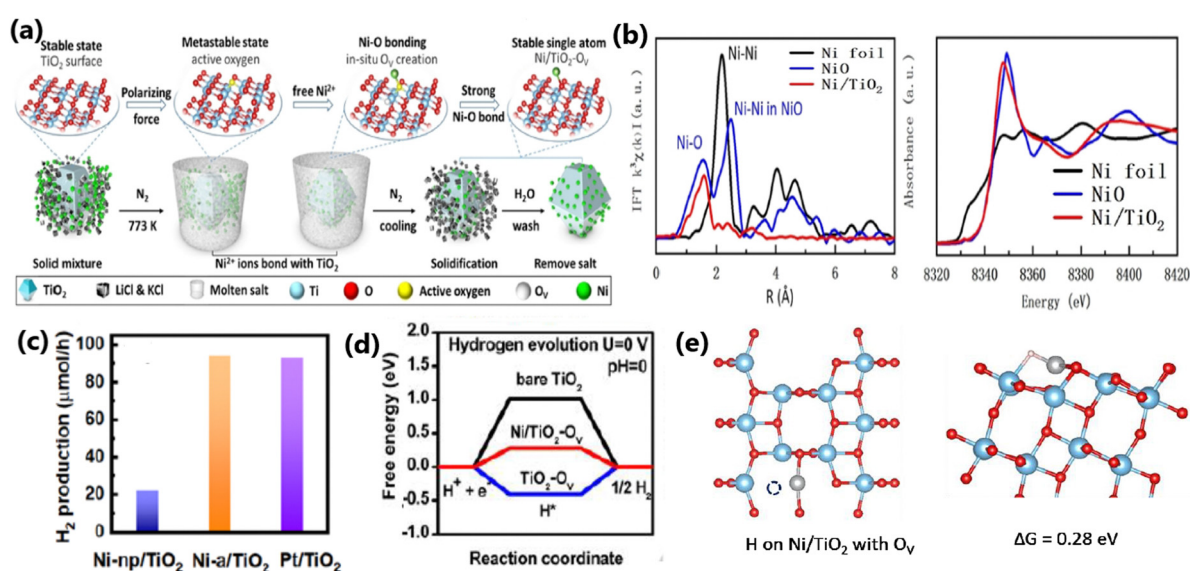 (a)
Stable state
TiO₂ surface
Metastable state
active oxygen
Ni-O bonding
in-situ Oᵥ creation
Stable single atom
Ni/TiO₂-Oᵥ
Polarizing
force
free Ni²⁺
Strong
Ni-O bond
N₂
773 K
N₂
cooling
H₂O
wash
Solid mixture
Ni²⁺ ions bond with TiO₂
Solidification
Remove salt
TiO₂ LiCl & KCl Molten salt Ti O Active oxygen Oᵥ Ni
(b)
IFT k³χ(k)I (a. u.)
Ni-Ni
Ni-Ni in NiO
Ni-O
Ni foil
NiO
Ni/TiO₂
0 2 4 6 8
R (Å)
Absorbance (a. u.)
Ni foil
NiO
Ni/TiO₂
8320 8340 8360 8380 8400 8420
Energy (eV)
(c)
H₂ production (μmol/h)
100
80
60
40
20
0
Ni-np/TiO₂ Ni-a/TiO₂ Pt/TiO₂
(d)
Free energy (eV)
2.0
1.5
1.0
0.5
0.0
-0.5
-1.0
Hydrogen evolution U=0 V
pH=0
bare TiO₂
Ni/TiO₂-Oᵥ
TiO₂-Oᵥ
H⁺ + e
1/2 H₂
H*
Reaction coordinate
(e)
H on Ni/TiO₂ with Oᵥ
ΔG = 0.28 eV